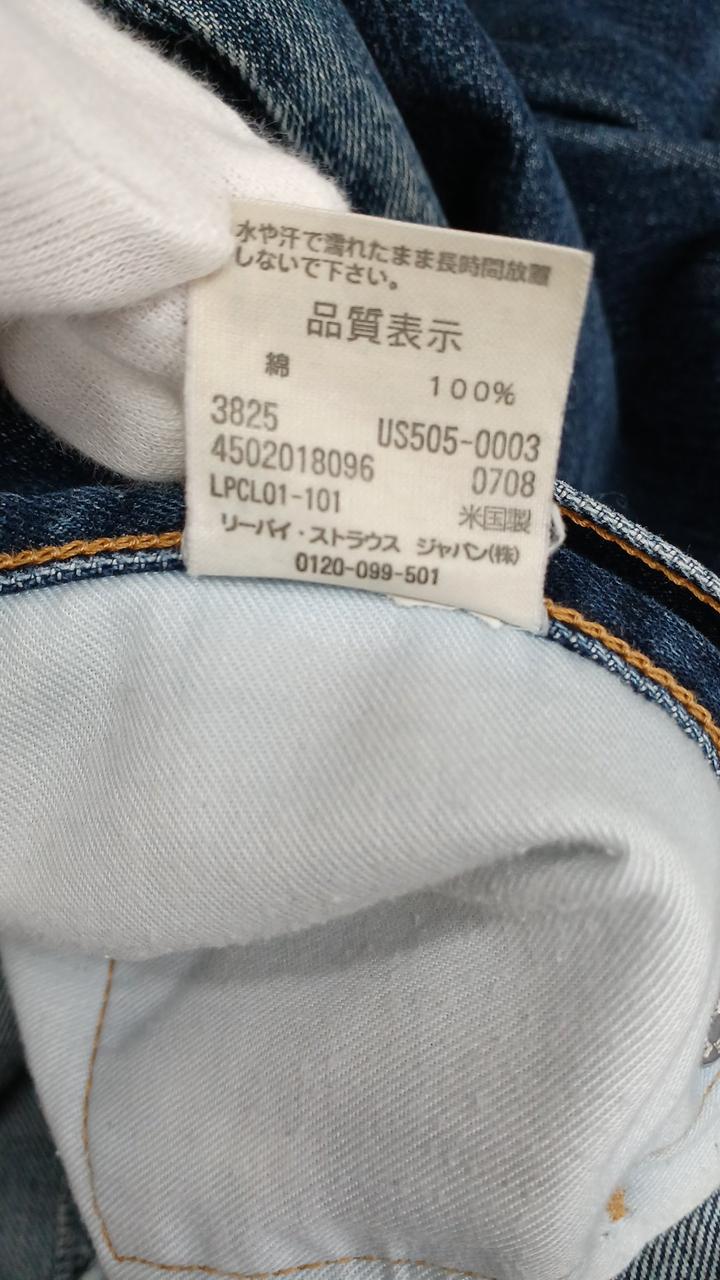 水や汗で濡れたまま長時間放置
しないで下さい。
品質表示
綿 100%
3825 US505-0003
4502018096 0708
LPCL01-101 米国製
リーバイ・ストラウス ジャパン(株)
0120-099-501